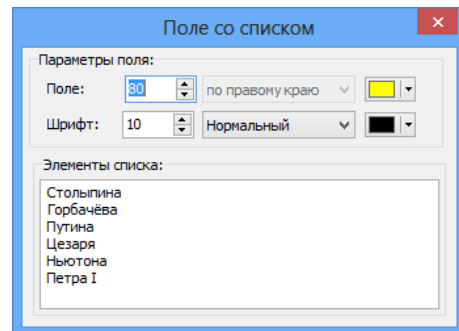 Поле со списком
Параметры поля:
Поле: 80 по правому краю
Шрифт: 10 Нормальный
Элементы списка:
Столыпина
Горбачёва
Путина
Цезаря
Ньютона
Петра I